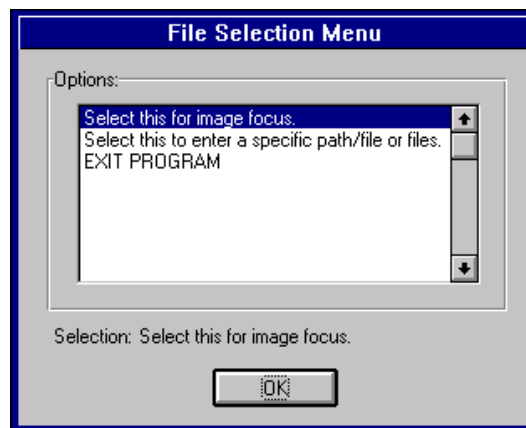 File Selection Menu
Options:
Select this for image focus.
Select this to enter a specific path/file or files.
EXIT PROGRAM
Selection: Select this for image focus.
OK